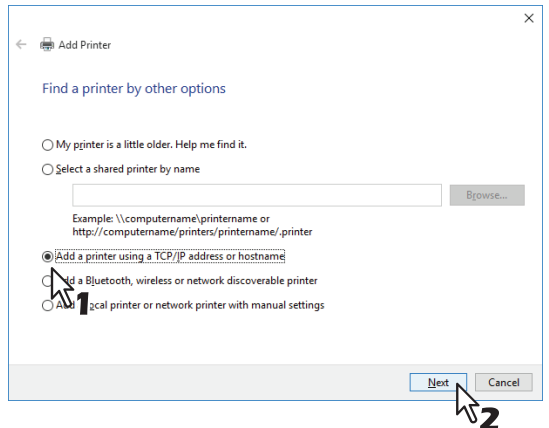 Add Printer
Find a printer by other options
My printer is a little older. Help me find it.
Select a shared printer by name
Browse...
Example: \\computername\printername or
http://computername/printers/printername/.printer
Add a printer using a TCP/IP address or hostname
a Bluetooth, wireless or network discoverable printer
local printer or network printer with manual settings
1
Next
Cancel
2